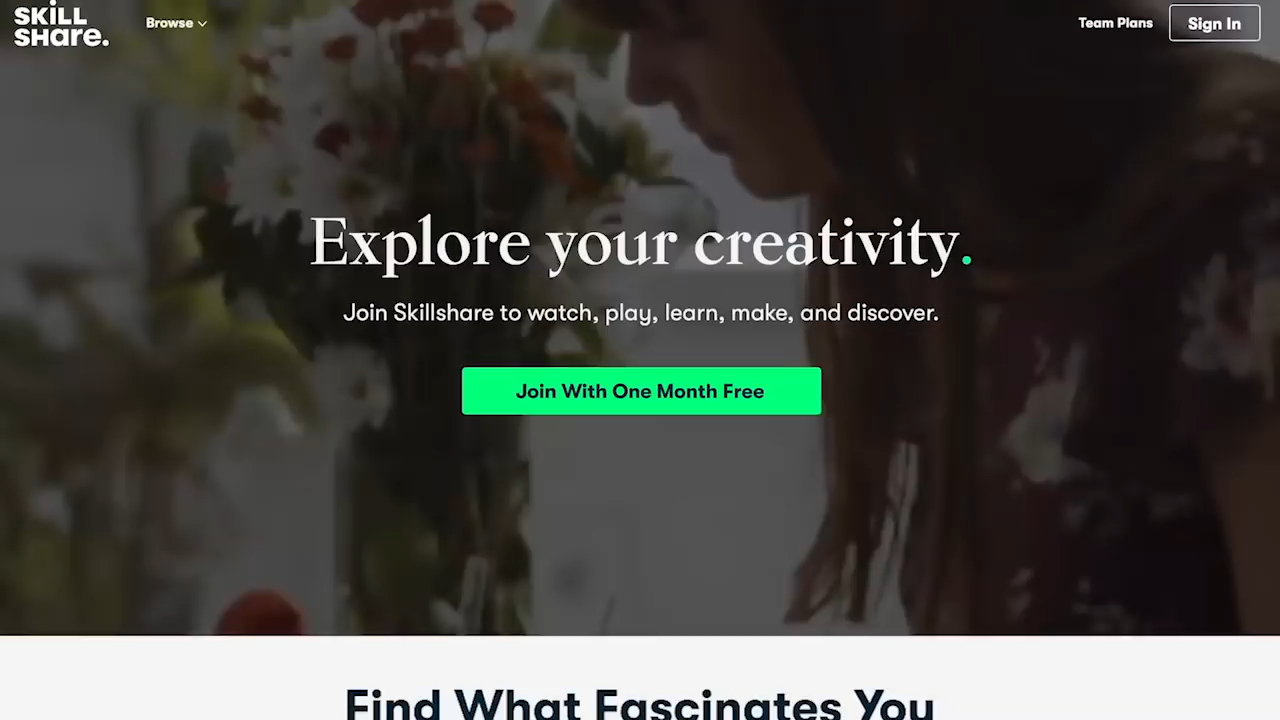 SKiLL
SHare.
Browse
Team Plans
Sign In
Explore your creativity.
Join Skillshare to watch, play, learn, make, and discover.
Join With One Month Free
Find What Fascinates You